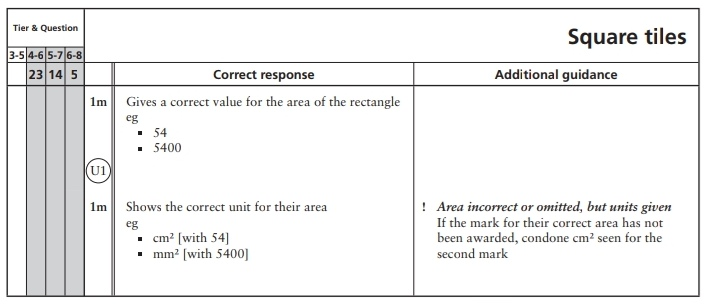 Tier & Question
Square tiles
3-5 4-6 5-7 6-8
23 14 5
Correct response
Additional guidance
1m
Gives a correct value for the area of the rectangle
eg
▪ 54
▪ 5400
U1
1m
Shows the correct unit for their area
eg
▪ cm² [with 54]
▪ mm² [with 5400]
! Area incorrect or omitted, but units given
If the mark for their correct area has not
been awarded, condone cm² seen for the
second mark